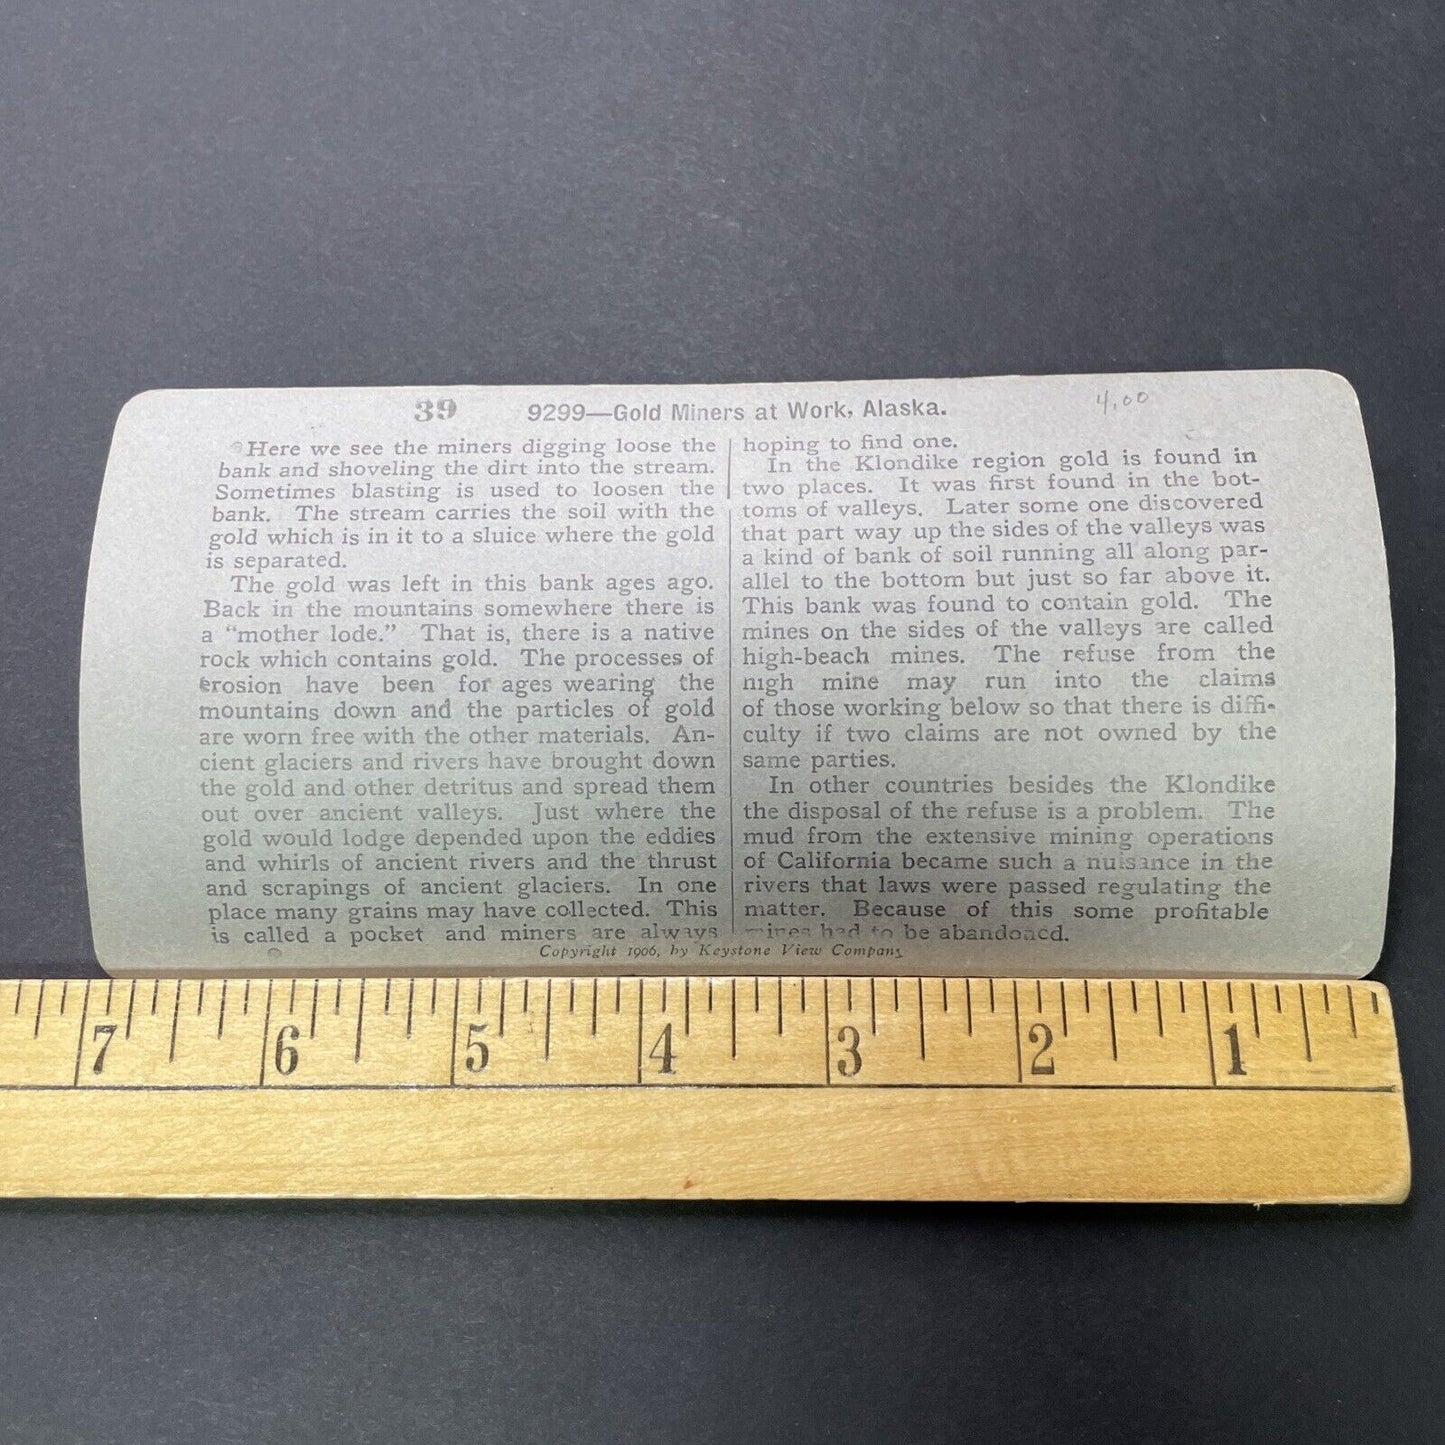 39
9299—Gold Miners at Work, Alaska.
4.00
Here we see the miners digging loose the
bank and shoveling the dirt into the stream.
Sometimes blasting is used to loosen the
bank. The stream carries the soil with the
gold which is in it to a sluice where the gold
is separated.
The gold was left in this bank ages ago.
Back in the mountains somewhere there is
a "mother lode." That is, there is a native
rock which contains gold. The processes of
erosion have been for ages wearing the
mountains down and the particles of gold
are worn free with the other materials. An-
cient glaciers and rivers have brought down
the gold and other detritus and spread them
out over ancient valleys. Just where the
gold would lodge depended upon the eddies
and whirls of ancient rivers and the thrust
and scrapings of ancient glaciers. In one
place many grains may have collected. This
is called a pocket and miners are always
hoping to find one.
In the Klondike region gold is found in
two places. It was first found in the bot-
toms of valleys. Later some one discovered
that part way up the sides of the valleys was
a kind of bank of soil running all along par-
allel to the bottom but just so far above it.
This bank was found to contain gold. The
mines on the sides of the valleys are called
high-beach mines. The refuse from the
high mine may run into the claims
of those working below so that there is diffi-
culty if two claims are not owned by the
same parties.
In other countries besides the Klondike
the disposal of the refuse is a problem. The
mud from the extensive mining operations
of California became such a nuisance in the
rivers that laws were passed regulating the
matter. Because of this some profitable
mines had to be abandoned.
Copyright 1906, by Keystone View Company
7 6 5 4 3 2 1